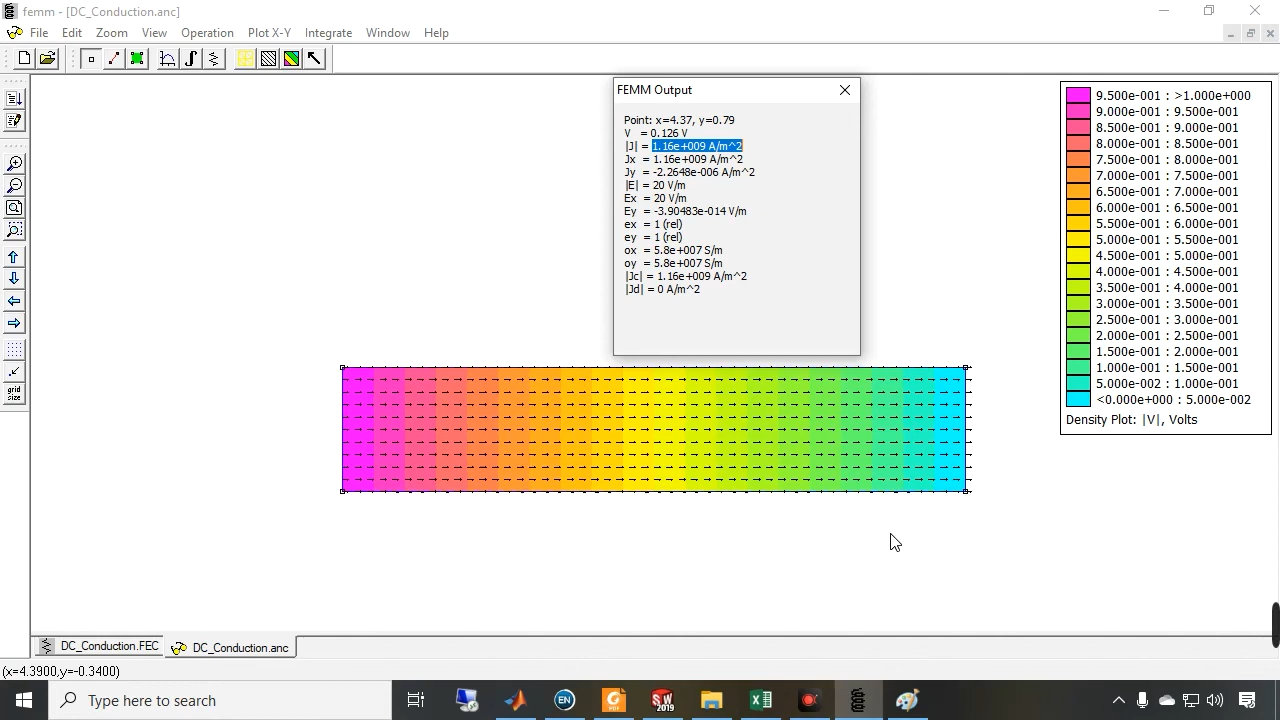 femm - [DC_Conduction.anc]
File Edit Zoom View Operation Plot X-Y Integrate Window Help
FEMM Output
Point: x=4.37, y=0.79
V = 0.126 V
|J| = 1.16e+009 A/m^2
Jx = 1.16e+009 A/m^2
Jy = -2.2648e-006 A/m^2
|E| = 20 V/m
Ex = 20 V/m
Ey = -3.90483e-014 V/m
ex = 1 (rel)
ey = 1 (rel)
ox = 5.8e+007 S/m
oy = 5.8e+007 S/m
|Jc| = 1.16e+009 A/m^2
|Jd| = 0 A/m^2
9.500e-001 : >1.000e+000
9.000e-001 : 9.500e-001
8.500e-001 : 9.000e-001
8.000e-001 : 8.500e-001
7.500e-001 : 8.000e-001
7.000e-001 : 7.500e-001
6.500e-001 : 7.000e-001
6.000e-001 : 6.500e-001
5.500e-001 : 6.000e-001
5.000e-001 : 5.500e-001
4.500e-001 : 5.000e-001
4.000e-001 : 4.500e-001
3.500e-001 : 4.000e-001
3.000e-001 : 3.500e-001
2.500e-001 : 3.000e-001
2.000e-001 : 2.500e-001
1.500e-001 : 2.000e-001
1.000e-001 : 1.500e-001
5.000e-002 : 1.000e-001
<0.000e+000 : 5.000e-002
Density Plot: |V|, Volts
grid
size
DC_Conduction.FEC
DC_Conduction.anc
(x=4.3900,y=-0.3400)
Type here to search
EN
PDF
SW
2019